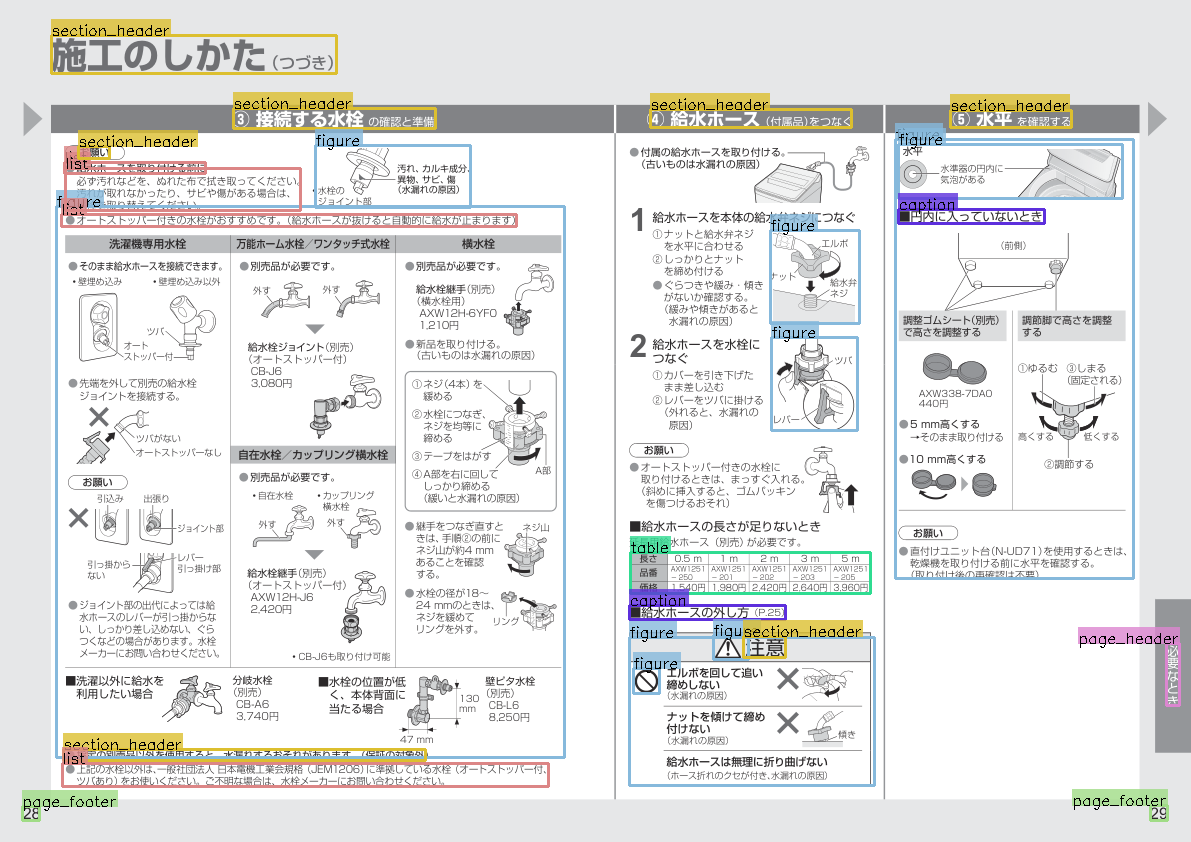 section_header
施工のしかた（つづき）
section_header
③ 接続する水栓 の確認と準備
section_header
お願い
list
必ず汚れなどを、ぬれた布で拭き取ってください。
figure
汚れ、カルキ成分、
異物、サビ、傷
（水漏れの原因）
・水栓の
ジョイント部
figure
list
●オートストッパー付きの水栓がおすすめです。（給水ホースが抜けると自動的に給水が止まります）
洗濯機専用水栓
●そのまま給水ホースを接続できます。
・壁埋め込み
・壁埋め込み以外
ツバ
オート
ストッパー付
●先端を外して別売の給水栓
ジョイントを接続する。
ツバがない
オートストッパーなし
お願い
引込み
出張り
ジョイント部
引っ掛から
ない
レバー
引っ掛け部
●ジョイント部の出代によっては給
水ホースのレバーが引っ掛からな
い、しっかり差し込めない、ぐら
つくなどの場合があります。水栓
メーカーにお問い合わせください。
万能ホーム水栓／ワンタッチ式水栓
●別売品が必要です。
外す
外す
給水栓ジョイント（別売）
（オートストッパー付）
CB-J6
3,080円
自在水栓／カップリング横水栓
●別売品が必要です。
・自在水栓
・カップリング
横水栓
外す
外す
給水栓継手（別売）
（オートストッパー付）
AXW12H-J6
2,420円
・CB-J6も取り付け可能
横水栓
●別売品が必要です。
給水栓継手（別売）
（横水栓用）
AXW12H-6YF0
1,210円
●新品を取り付ける。
（古いものは水漏れの原因）
①ネジ（4本）を
緩める
②水栓につなぎ、
ネジを均等に
締める
③テープをはがす
④A部を右に回して
しっかり締める
（緩いと水漏れの原因）
A部
●継手をつなぎ直すと
きは、手順②の前に
ネジ山が約4 mm
あることを確認
する。
ネジ山
●水栓の径が18～
24 mmのときは、
ネジを緩めて
リングを外す。
リング
■洗濯以外に給水を
利用したい場合
分岐水栓
（別売）
CB-A6
3,740円
■水栓の位置が低
く、本体背面に
当たる場合
130
mm
47 mm
壁ピタ水栓
（別売）
CB-L6
8,250円
section_header
list
●上記の水栓以外は、一般社団法人 日本電機工業会規格（JEM1206）に準拠している水栓（オートストッパー付、
ツバあり）をお使いください。ご不明な場合は、水栓メーカーにお問い合わせください。
page_footer
28
section_header
④ 給水ホース（付属品）をつなぐ
●付属の給水ホースを取り付ける。
（古いものは水漏れの原因）
1 給水ホースを本体の給水弁ネジにつなぐ
①ナットと給水弁ネジ
を水平に合わせる
②しっかりとナット
を締め付ける
●ぐらつきや緩み・傾き
がないか確認する。
（緩みや傾きがあると
水漏れの原因）
figure
エルボ
ナット
給水弁
ネジ
2 給水ホースを水栓に
つなぐ
①カバーを引き下げた
まま差し込む
②レバーをツバに掛ける
（外れると、水漏れの
原因）
figure
ツバ
レバー
お願い
●オートストッパー付きの水栓に
取り付けるときは、まっすぐ入れる。
（斜めに挿入すると、ゴムパッキン
を傷つけるおそれ）
■給水ホースの長さが足りないとき
水ホース（別売）が必要です。
table
長さ 0.5 m 1 m 2 m 3 m 5 m
品番 AXW1251－250 AXW1251－201 AXW1251－202 AXW1251－203 AXW1251－205
価格 1,540円 1,980円 2,420円 2,640円 3,960円
caption
■給水ホースの外し方（P.25）
figure
section_header
注意
figure
エルボを回して追い
締めしない
（水漏れの原因）
ナットを傾けて締め
付けない
（水漏れの原因）
傾き
給水ホースは無理に折り曲げない
（ホース折れのクセが付き、水漏れの原因）
section_header
⑤ 水平 を確認する
figure
水平
水準器の円内に
気泡がある
caption
■円内に入っていないとき
（前側）
調整ゴムシート（別売）
で高さを調整する
AXW338-7DA0
440円
●5 mm高くする
→そのまま取り付ける
●10 mm高くする
調節脚で高さを調整
する
①ゆるむ
③しまる
（固定される）
高くする
低くする
②調節する
お願い
●直付けユニット台（N-UD71）を使用するときは、
乾燥機を取り付ける前に水平を確認する。
（取り付け後の再確認は不要）
page_header
必要なとき
page_footer
29